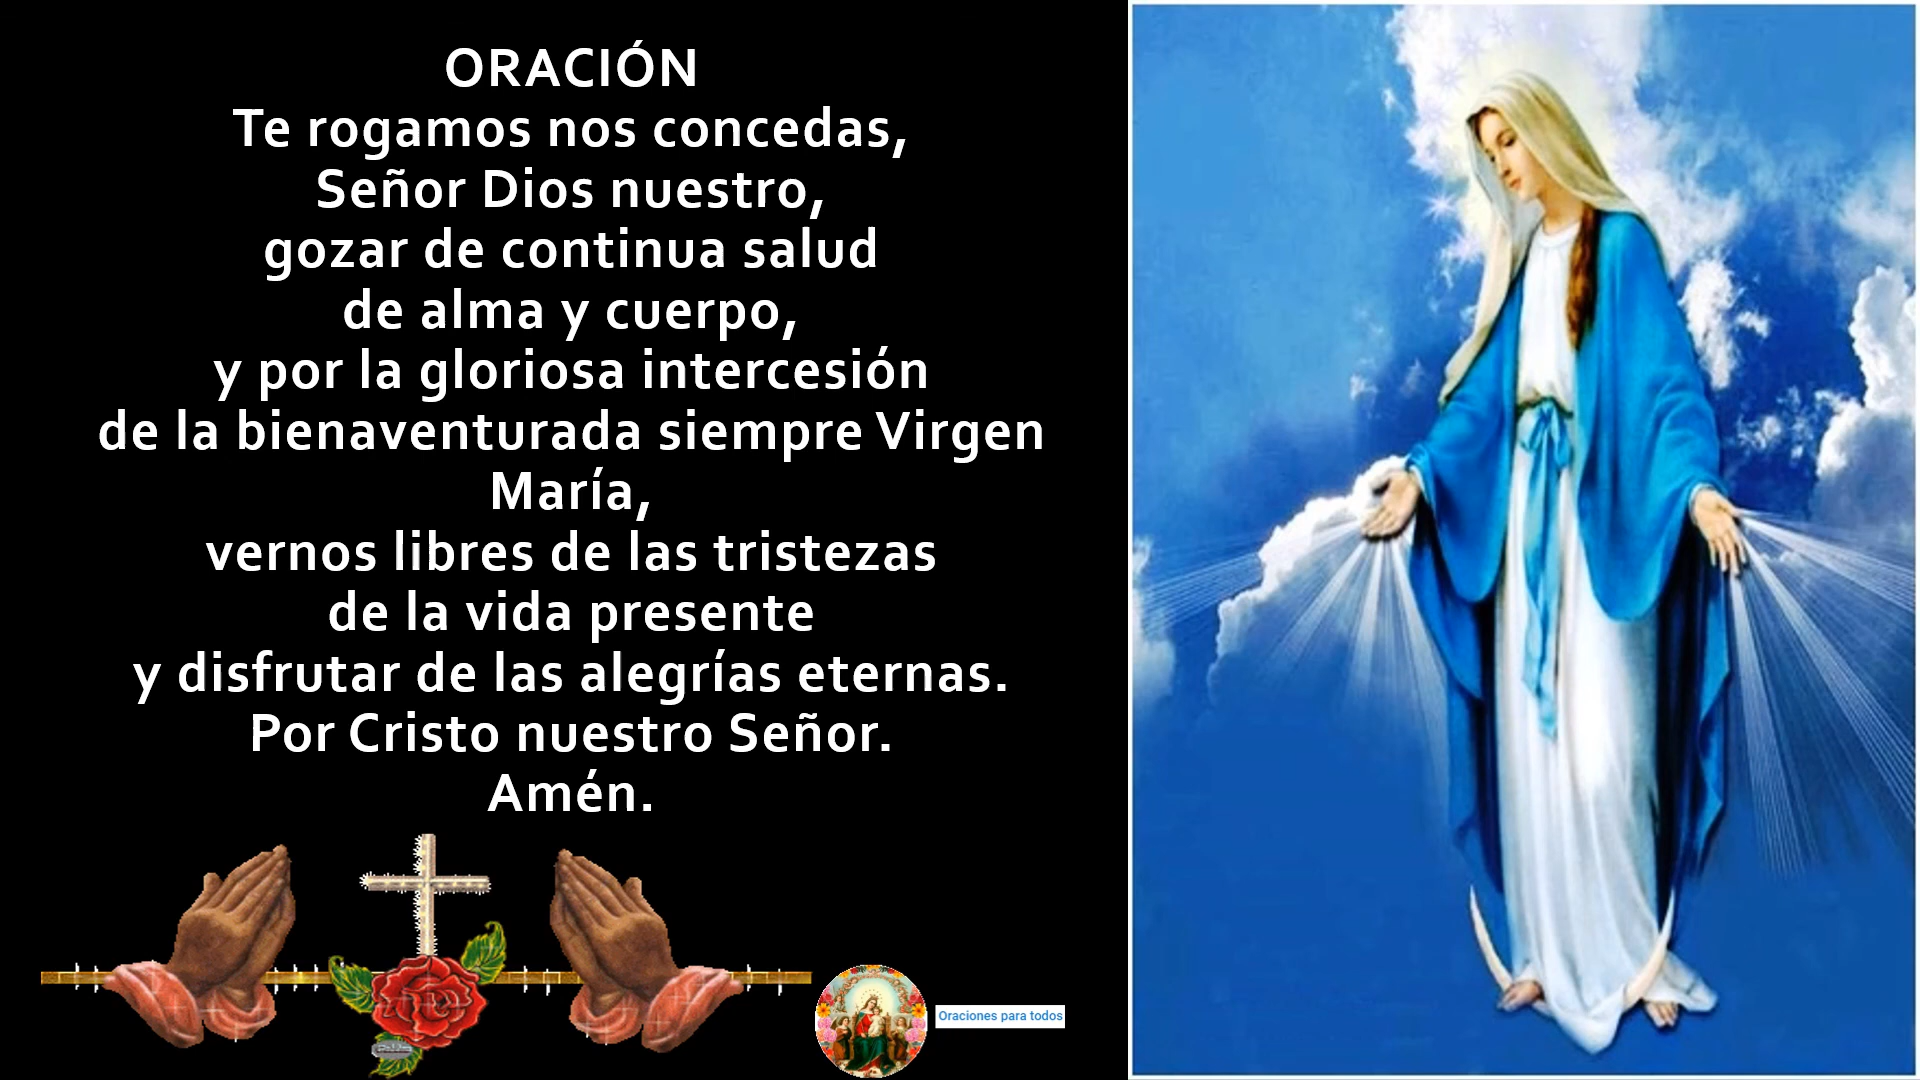 ORACIÓN
Te rogamos nos concedas,
Señor Dios nuestro,
gozar de continua salud
de alma y cuerpo,
y por la gloriosa intercesión
de la bienaventurada siempre Virgen
María,
vernos libres de las tristezas
de la vida presente
y disfrutar de las alegrías eternas.
Por Cristo nuestro Señor.
Amén.
Oraciones para todos